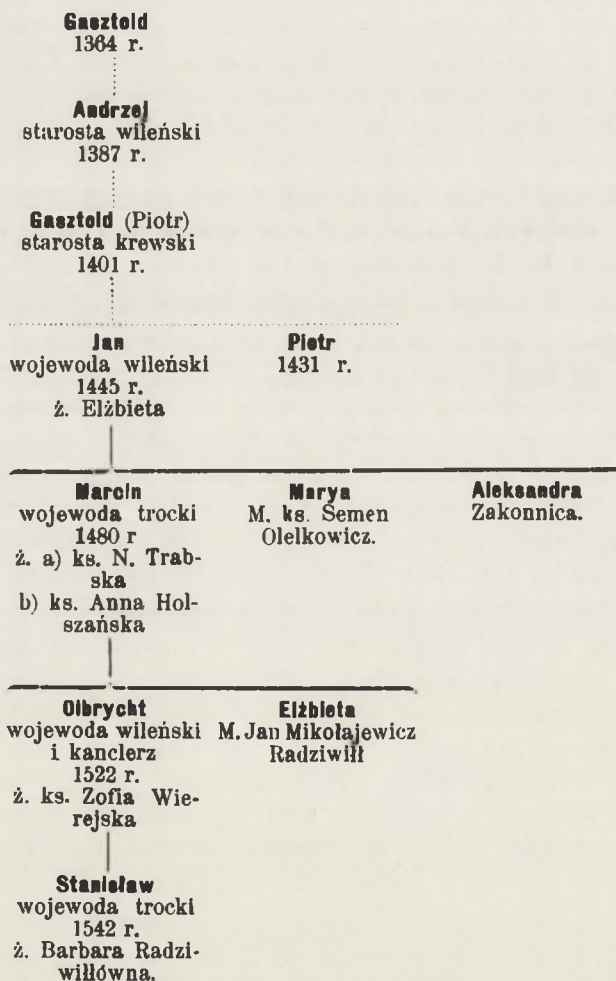 Gasztold
1364 r.
Andrzej
starosta wileński
1387 r.
Gasztold (Piotr)
starosta krewski
1401 r.
Jan
wojewoda wileński
1445 r.
ż. Elżbieta
Piotr
1431 r.
Marcin
wojewoda trocki
1480 r
ż. a) ks. N. Trab-
ska
b) ks. Anna Hol-
szańska
Marya
M. ks. Semen
Olelkowicz.
Aleksandra
Zakonnica.
Olbrycht
wojewoda wileński
i kanclerz
1522 r.
ż. ks. Zofia Wie-
rejska
Elżbieta
M. Jan Mikołajewicz
Radziwiłł
Stanisław
wojewoda trocki
1542 r.
ż. Barbara Radzi-
wiłłówna.